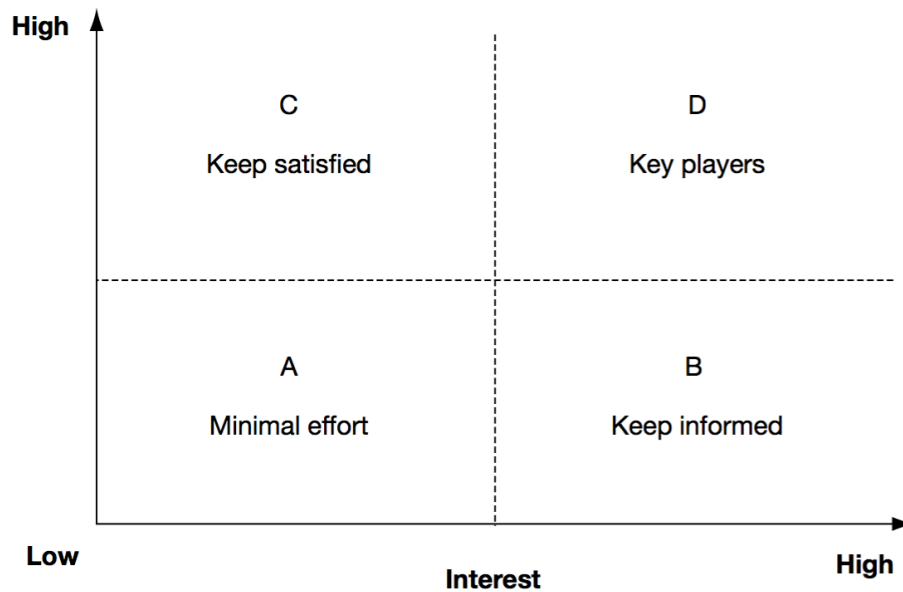 High
C
D
Keep satisfied
Key players
A
B
Minimal effort
Keep informed
Low
High
Interest